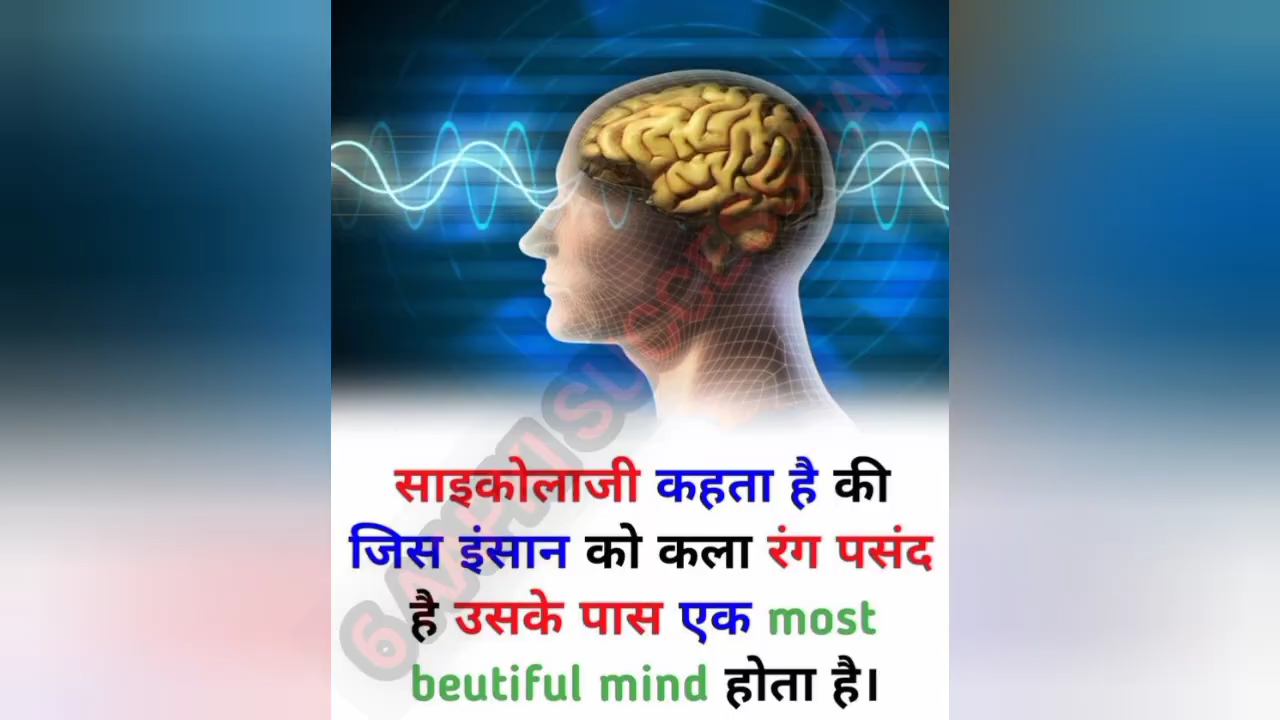 साइकोलाजी कहता है की
जिस इंसान को कला रंग पसंद
है उसके पास एक most
beutiful mind होता है।